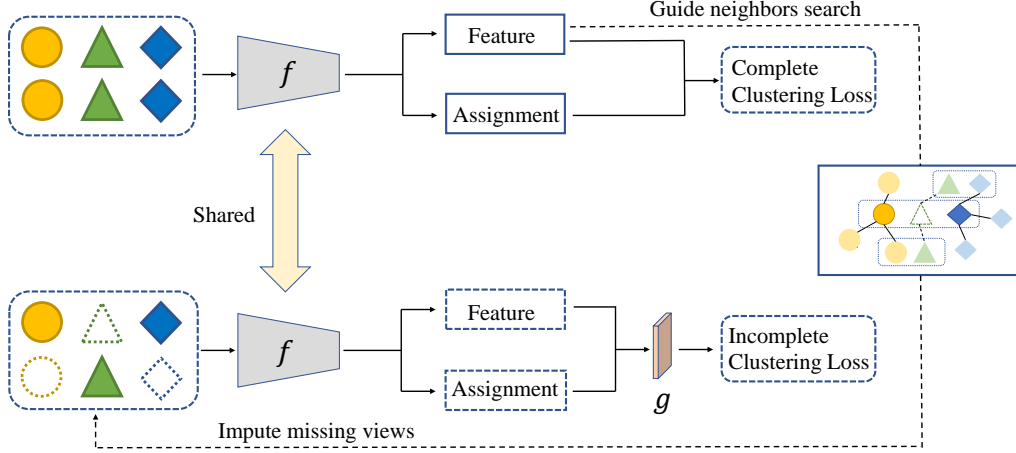 Guide neighbors search
Feature
f
Complete
Clustering Loss
Assignment
Shared
Feature
f
Incomplete
Clustering Loss
Assignment
g
Impute missing views